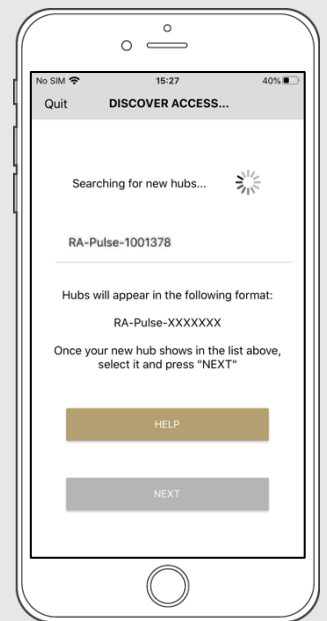 No SIM 15:27 40%
Quit DISCOVER ACCESS...
Searching for new hubs...
RA-Pulse-1001378
Hubs will appear in the following format:
RA-Pulse-XXXXXXX
Once your new hub shows in the list above,
select it and press "NEXT"
HELP
NEXT